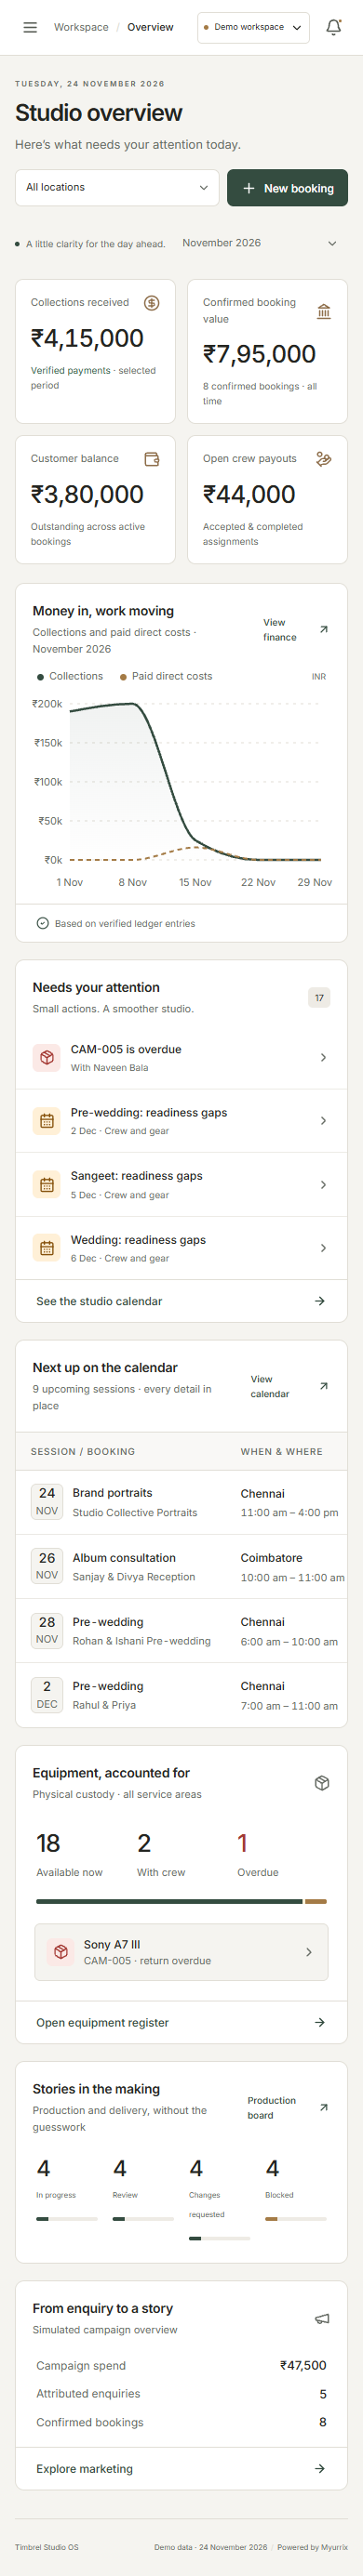 Workspace / Overview Demo workspace
TUESDAY, 24 NOVEMBER 2026
Studio overview
Here's what needs your attention today.
All locations
New booking
A little clarity for the day ahead. November 2026
Collections received
₹4,15,000
Verified payments · selected
period
Confirmed booking
value
₹7,95,000
8 confirmed bookings · all
time
Customer balance
₹3,80,000
Outstanding across active
bookings
Open crew payouts
₹44,000
Accepted & completed
assignments
Money in, work moving
Collections and paid direct costs ·
November 2026
View
finance
Collections Paid direct costs INR
₹200k
₹150k
₹100k
₹50k
₹0k
1 Nov 8 Nov 15 Nov 22 Nov 29 Nov
Based on verified ledger entries
Needs your attention
17
Small actions. A smoother studio.
CAM-005 is overdue
With Naveen Bala
Pre-wedding: readiness gaps
2 Dec · Crew and gear
Sangeet: readiness gaps
5 Dec · Crew and gear
Wedding: readiness gaps
6 Dec · Crew and gear
See the studio calendar
Next up on the calendar
9 upcoming sessions · every detail in
place
View
calendar
SESSION / BOOKING WHEN & WHERE
24 NOV
Brand portraits
Studio Collective Portraits
Chennai
11:00 am – 4:00 pm
26 NOV
Album consultation
Sanjay & Divya Reception
Coimbatore
10:00 am – 11:00 am
28 NOV
Pre-wedding
Rohan & Ishani Pre-wedding
Chennai
6:00 am – 10:00 am
2 DEC
Pre-wedding
Rahul & Priya
Chennai
7:00 am – 11:00 am
Equipment, accounted for
Physical custody · all service areas
18
Available now
2
With crew
1
Overdue
Sony A7 III
CAM-005 · return overdue
Open equipment register
Stories in the making
Production and delivery, without the
guesswork
Production
board
4
In progress
4
Review
4
Changes
requested
4
Blocked
From enquiry to a story
Simulated campaign overview
Campaign spend ₹47,500
Attributed enquiries 5
Confirmed bookings 8
Explore marketing
Timbrel Studio OS Demo data · 24 November 2026 / Powered by Myurrix